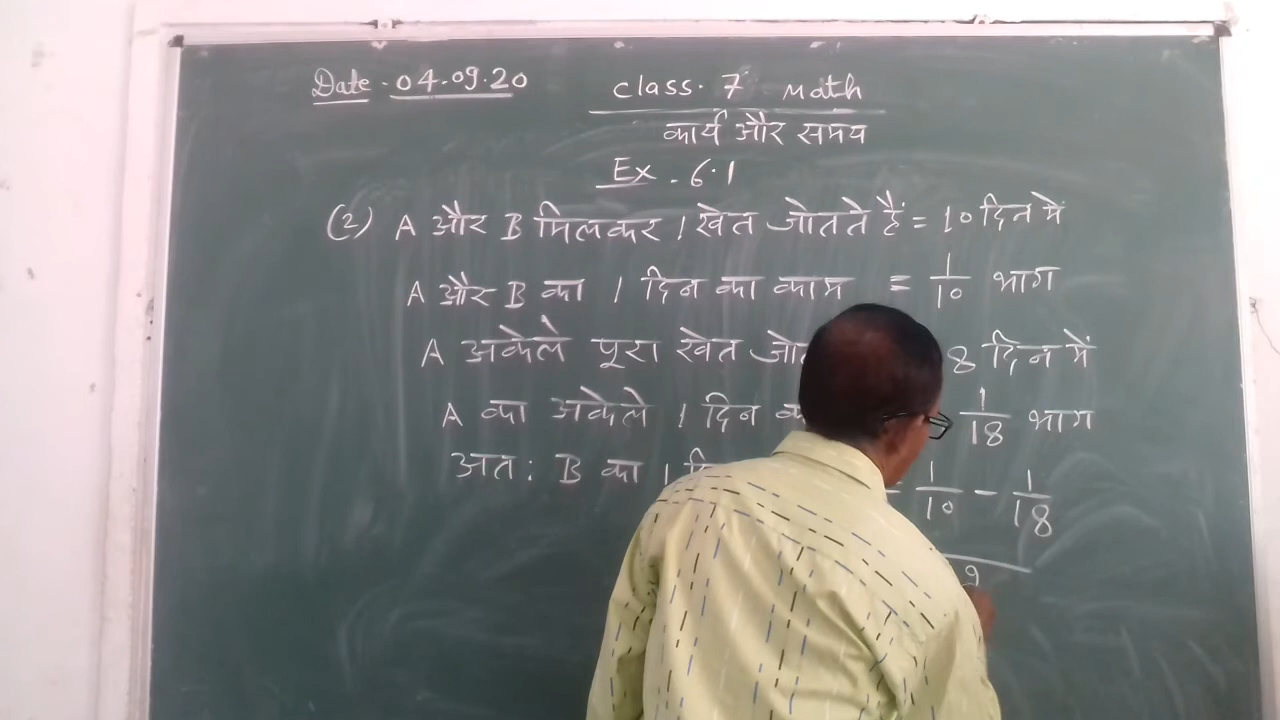 Date - 04.09.20
Class. 7 Math
कार्य और समय
Ex - 6.1
(2) A और B मिलकर 1 खेत जोतते हैं = 10 दिन में
A और B का 1 दिन का काम = 1/10 भाग
A अकेले पूरा खेत 8 दिन में
A का अकेले 1 दिन 1/18 भाग
अत: B का 1 1/10 - 1/18
9